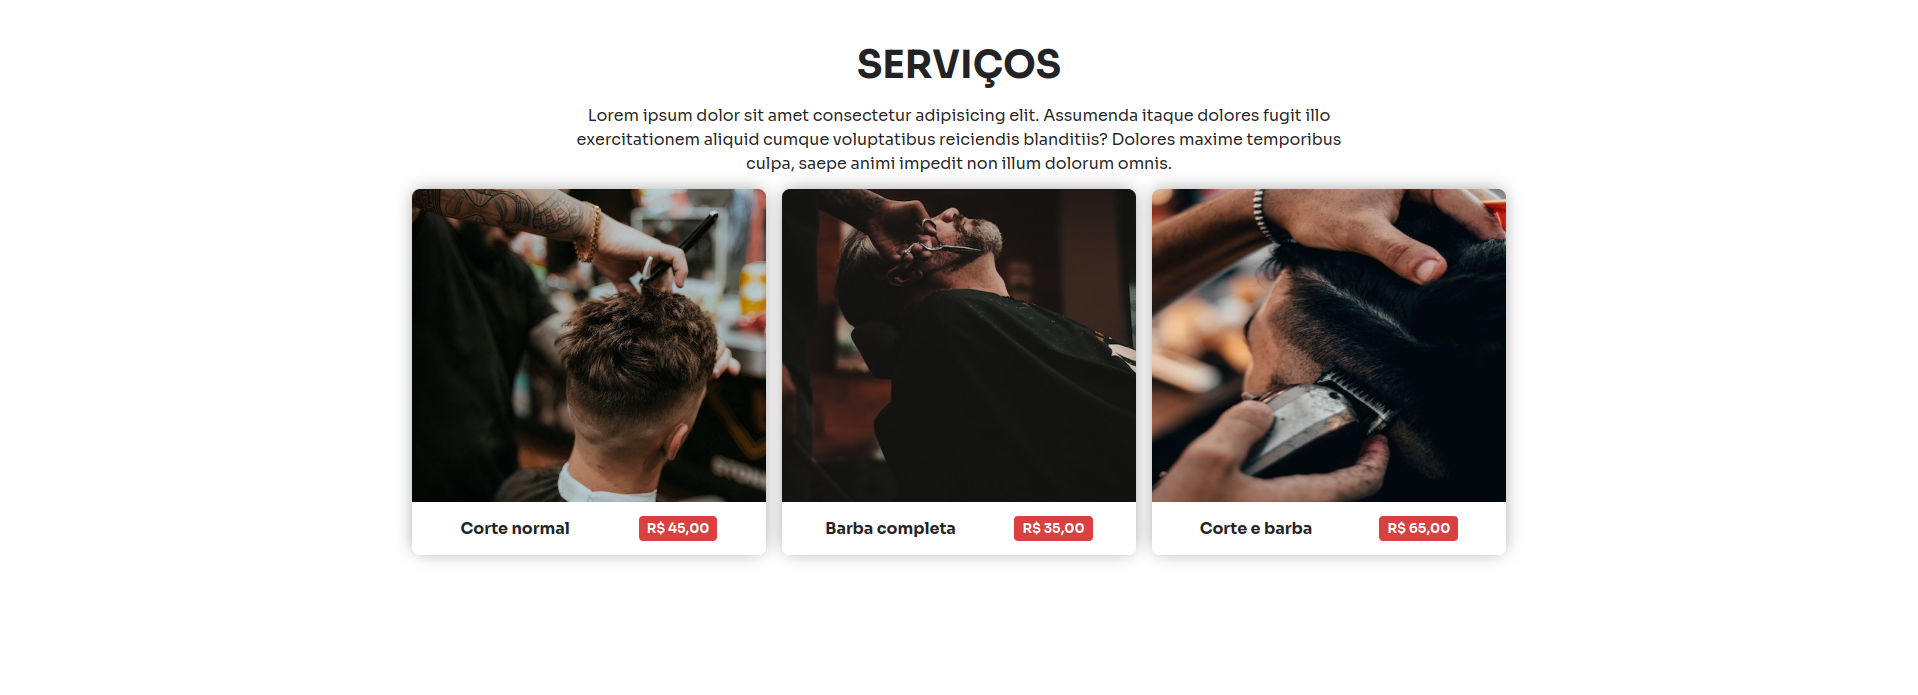 SERVIÇOS
Lorem ipsum dolor sit amet consectetur adipisicing elit. Assumenda itaque dolores fugit illo
exercitationem aliquid cumque voluptatibus reiciendis blanditiis? Dolores maxime temporibus
culpa, saepe animi impedit non illum dolorum omnis.
Corte normal R$ 45,00
Barba completa R$ 35,00
Corte e barba R$ 65,00